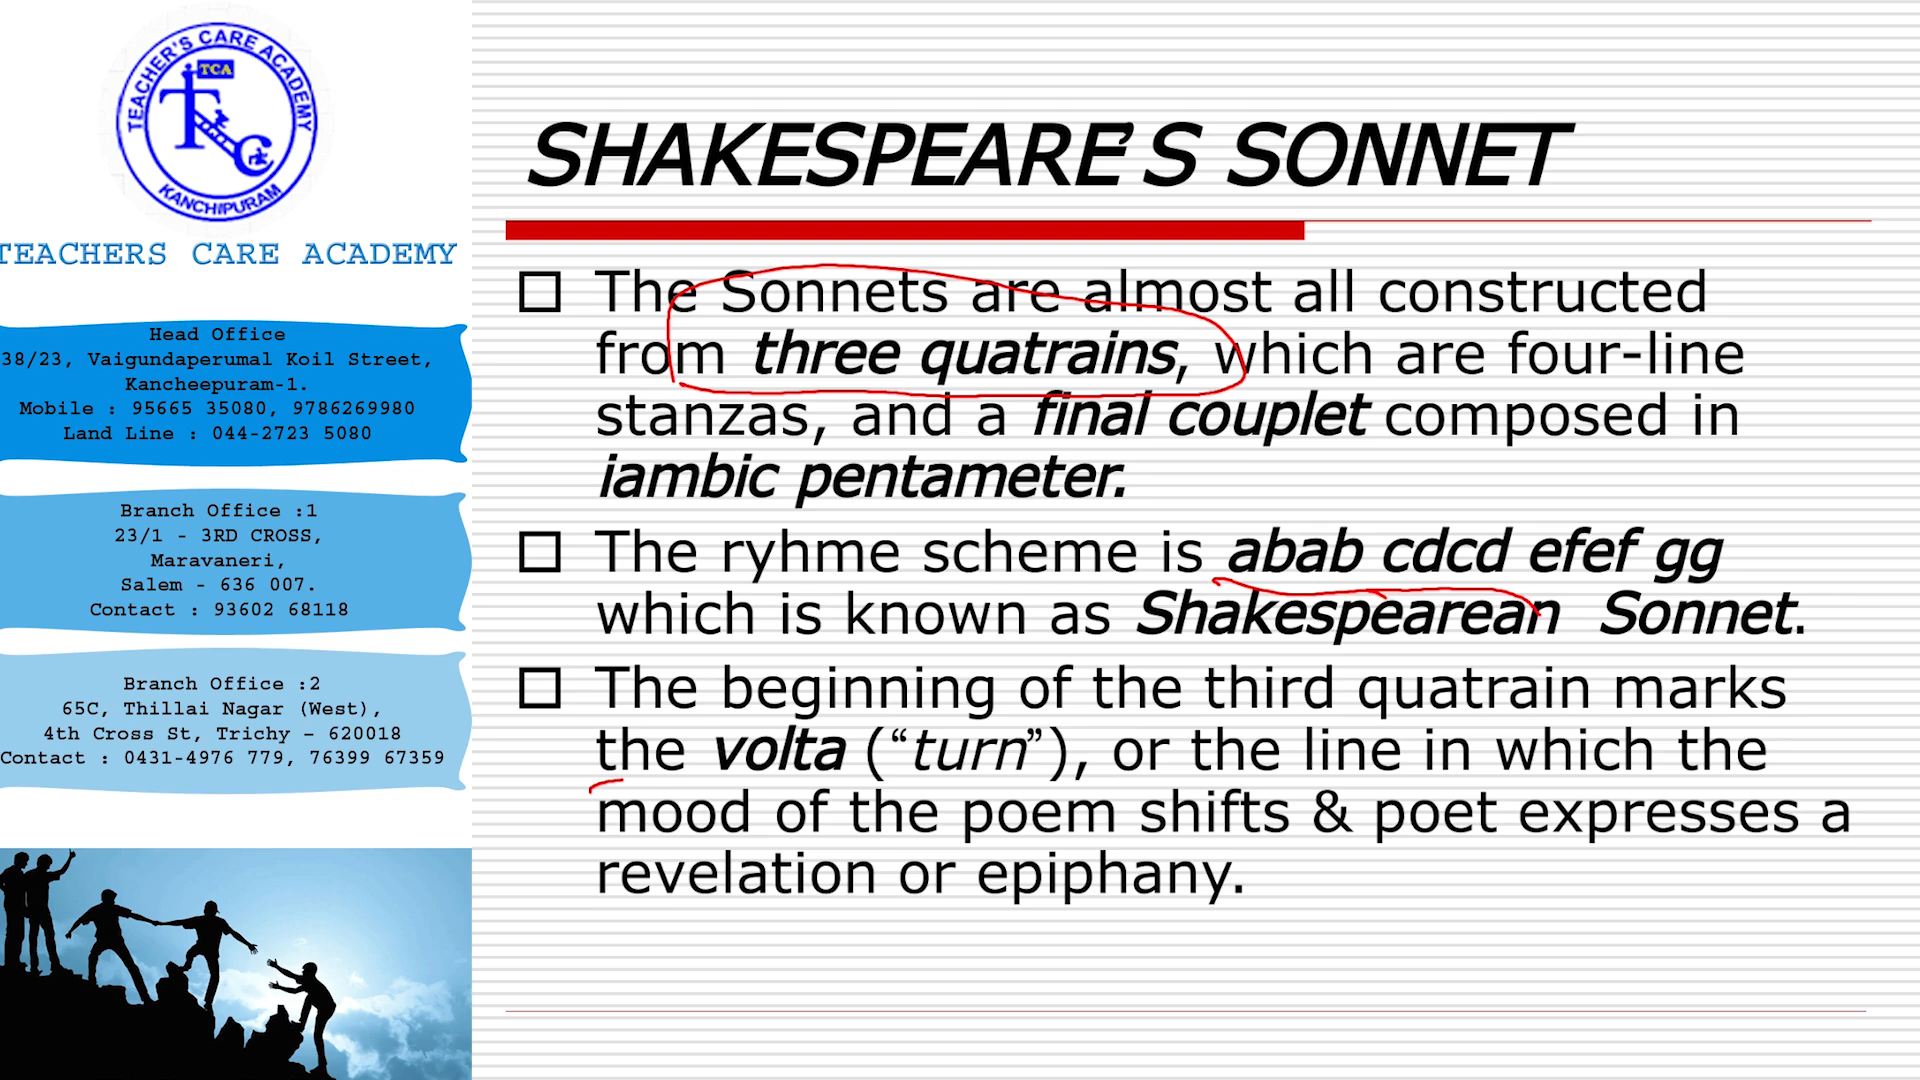 TEACHER'S CARE ACADEMY
TCA
KANCHIPURAM
TEACHERS CARE ACADEMY
Head Office
38/23, Vaigundaperumal Koil Street,
Kancheepuram-1.
Mobile : 95665 35080, 9786269980
Land Line : 044-2723 5080
Branch Office :1
23/1 - 3RD CROSS,
Maravaneri,
Salem - 636 007.
Contact : 93602 68118
Branch Office :2
65C, Thillai Nagar (West),
4th Cross St, Trichy – 620018
Contact : 0431-4976 779, 76399 67359
SHAKESPEARE'S SONNET
The Sonnets are almost all constructed
from three quatrains, which are four-line
stanzas, and a final couplet composed in
iambic pentameter.
The ryhme scheme is abab cdcd efef gg
which is known as Shakespearean Sonnet.
The beginning of the third quatrain marks
the volta (“turn”), or the line in which the
mood of the poem shifts & poet expresses a
revelation or epiphany.